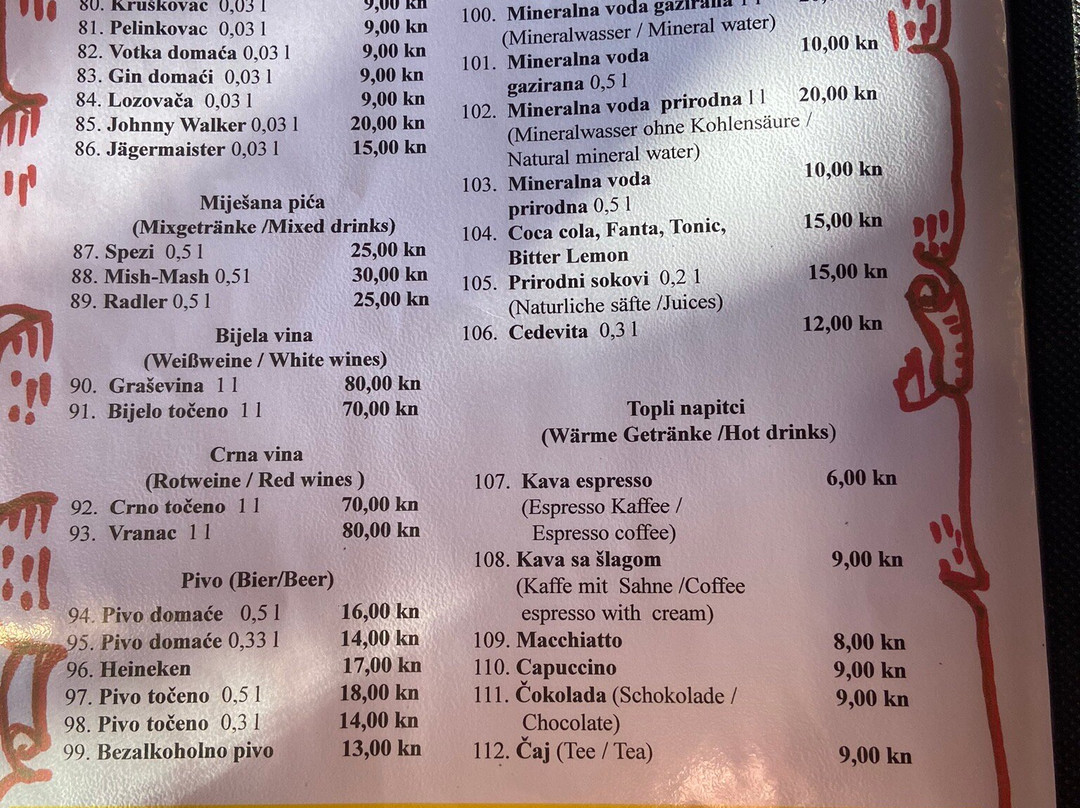 80. Kruškovac 0,03 l 9,00 kn
81. Pelinkovac 0,03 l 9,00 kn
82. Votka domaća 0,03 l 9,00 kn
83. Gin domaći 0,03 l 9,00 kn
84. Lozovača 0,03 l 9,00 kn
85. Johnny Walker 0,03 l 20,00 kn
86. Jägermaister 0,03 l 15,00 kn
Miješana pića
(Mixgetränke /Mixed drinks)
87. Spezi 0,5 l 25,00 kn
88. Mish-Mash 0,5l 30,00 kn
89. Radler 0,5 l 25,00 kn
Bijela vina
(Weißweine / White wines)
90. Graševina 1 l 80,00 kn
91. Bijelo točeno 1 l 70,00 kn
Crna vina
(Rotweine / Red wines )
92. Crno točeno 1 l 70,00 kn
93. Vranac 1 l 80,00 kn
Pivo (Bier/Beer)
94. Pivo domaće 0,5 l 16,00 kn
95. Pivo domaće 0,33 l 14,00 kn
96. Heineken 17,00 kn
97. Pivo točeno 0,5 l 18,00 kn
98. Pivo točeno 0,3 l 14,00 kn
99. Bezalkoholno pivo 13,00 kn
100. Mineralna voda gazirana 1 l
(Mineralwasser / Mineral water)
101. Mineralna voda 10,00 kn
gazirana 0,5 l
102. Mineralna voda prirodna 1 l 20,00 kn
(Mineralwasser ohne Kohlensäure /
Natural mineral water)
103. Mineralna voda 10,00 kn
prirodna 0,5 l
104. Coca cola, Fanta, Tonic, 15,00 kn
Bitter Lemon
105. Prirodni sokovi 0,2 l 15,00 kn
(Naturliche säfte /Juices)
106. Cedevita 0,3 l 12,00 kn
Topli napitci
(Wärme Getränke /Hot drinks)
107. Kava espresso 6,00 kn
(Espresso Kaffee /
Espresso coffee)
108. Kava sa šlagom 9,00 kn
(Kaffe mit Sahne /Coffee
espresso with cream)
109. Macchiatto 8,00 kn
110. Capuccino 9,00 kn
111. Čokolada (Schokolade / 9,00 kn
Chocolate)
112. Čaj (Tee / Tea) 9,00 kn